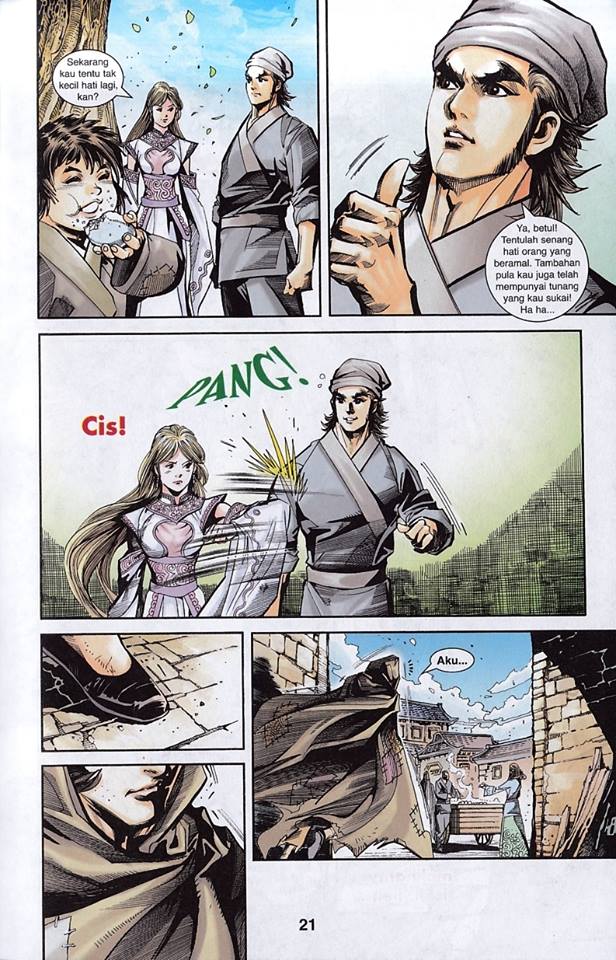 Sekarang
kau tentu tak
kecil hati lagi,
kan?
Ya, betul!
Tentulah senang
hati orang yang
beramal. Tambahan
pula kau juga telah
mempunyai tunang
yang kau sukai!
Ha ha...
PANG!
Cis!
Aku...
21